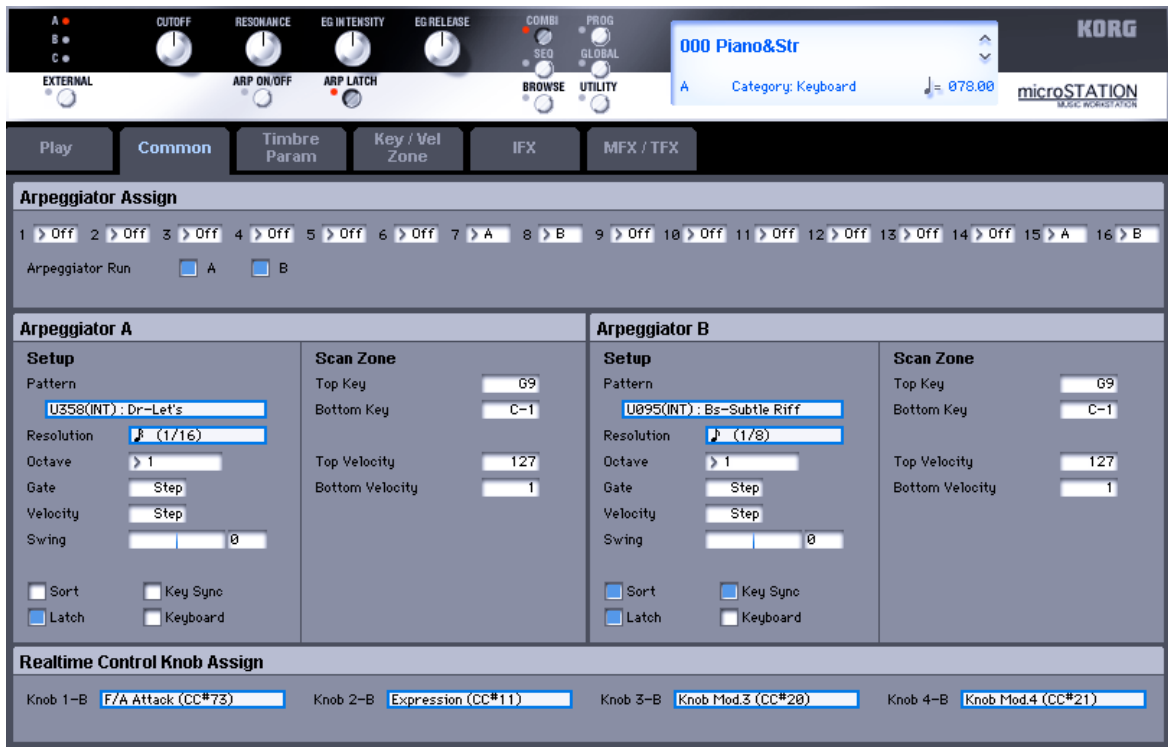 A CUTOFF RESONANCE EG INTENSITY EG RELEASE COMBI PROG
B
C
SEQ GLOBAL
EXTERNAL ARP ON/OFF ARP LATCH BROWSE UTILITY
000 Piano&Str
A Category: Keyboard ♩= 078.00
KORG
microSTATION
MUSIC WORKSTATION
Play Common Timbre Param Key / Vel Zone IFX MFX / TFX
Arpeggiator Assign
1 Off 2 Off 3 Off 4 Off 5 Off 6 Off 7 A 8 B 9 Off 10 Off 11 Off 12 Off 13 Off 14 Off 15 A 16 B
Arpeggiator Run A B
Arpeggiator A
Setup
Pattern
U358(INT) : Dr-Let's
Resolution (1/16)
Octave 1
Gate Step
Velocity Step
Swing 0
Sort Key Sync
Latch Keyboard
Scan Zone
Top Key G9
Bottom Key C-1
Top Velocity 127
Bottom Velocity 1
Arpeggiator B
Setup
Pattern
U095(INT) : Bs-Subtle Riff
Resolution (1/8)
Octave 1
Gate Step
Velocity Step
Swing 0
Sort Key Sync
Latch Keyboard
Scan Zone
Top Key G9
Bottom Key C-1
Top Velocity 127
Bottom Velocity 1
Realtime Control Knob Assign
Knob 1-B F/A Attack (CC#73) Knob 2-B Expression (CC#11) Knob 3-B Knob Mod.3 (CC#20) Knob 4-B Knob Mod.4 (CC#21)